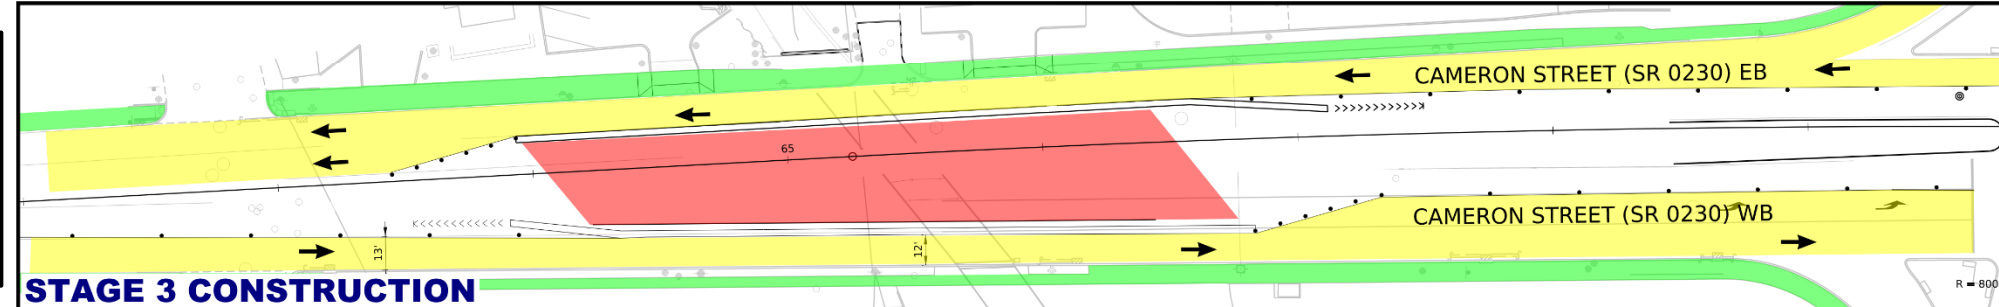 CAMERON STREET (SR 0230) EB
65
CAMERON STREET (SR 0230) WB
13'
12'
STAGE 3 CONSTRUCTION
R = 800